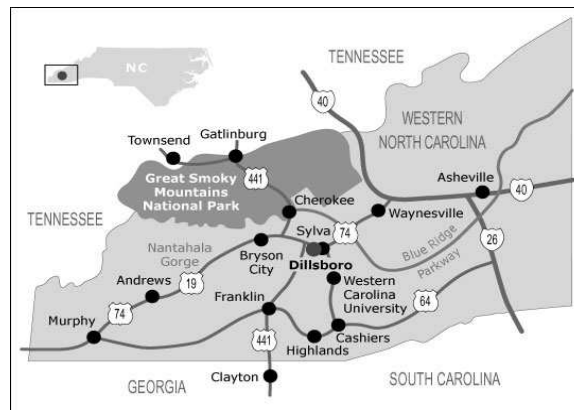 TENNESSEE
NC
40
WESTERN
NORTH CAROLINA
Gatlinburg
Townsend
Asheville
441
Great Smoky
Mountains
National Park
40
Cherokee
Waynesville
TENNESSEE
Sylva
74
26
Nantahala
Gorge
Bryson
City
Dillsboro
Blue Ridge
Parkway
Andrews
19
Western
Carolina
University
64
Franklin
74
Murphy
Cashiers
441
Highlands
Clayton
GEORGIA
SOUTH CAROLINA